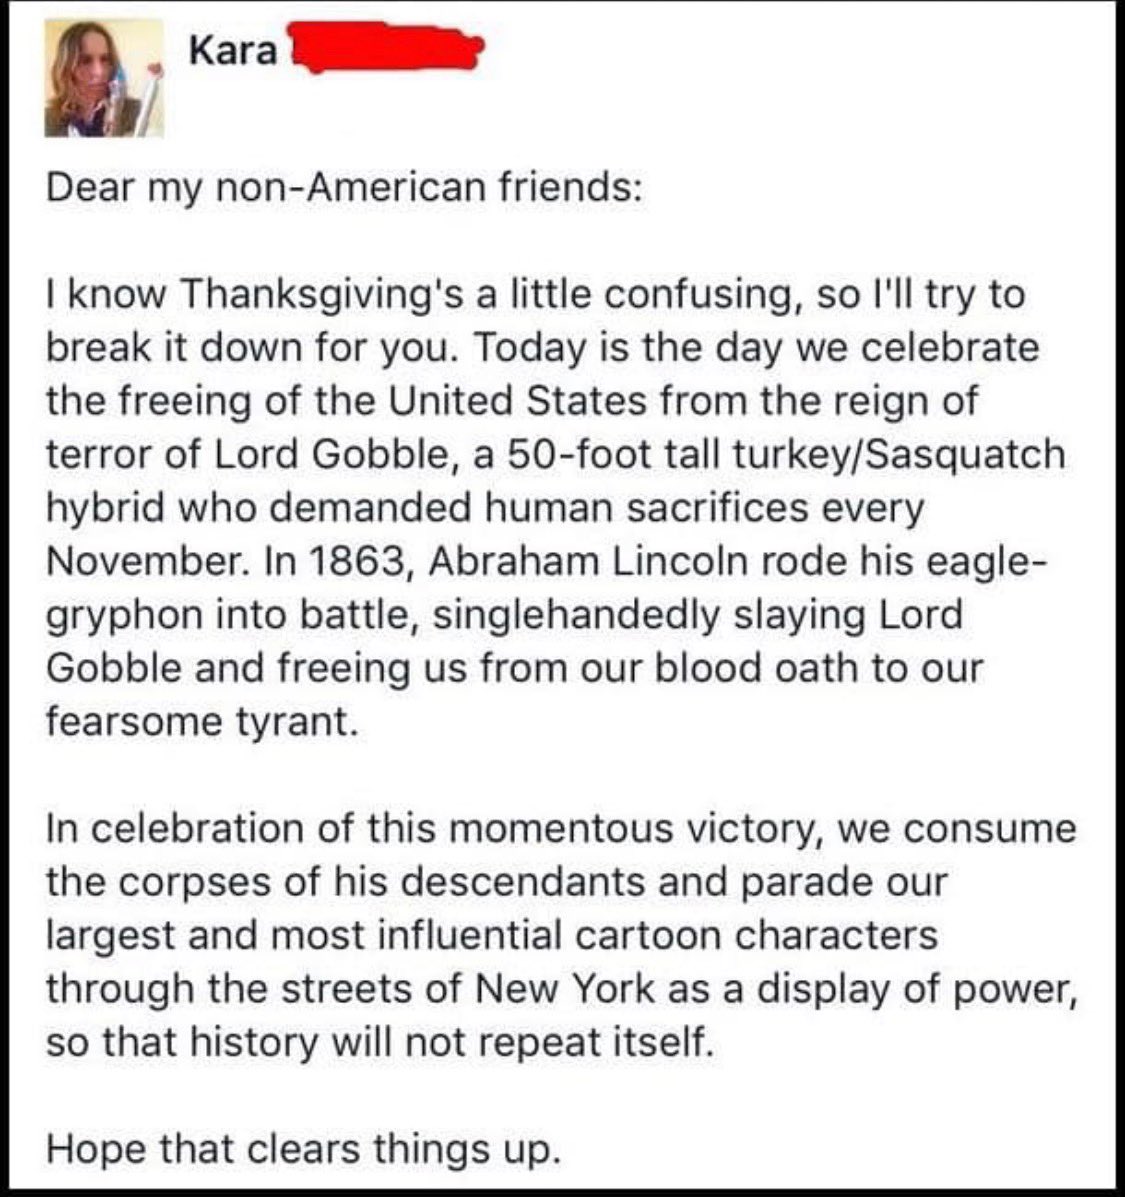 Kara
Dear my non-American friends:
I know Thanksgiving's a little confusing, so I'll try to
break it down for you. Today is the day we celebrate
the freeing of the United States from the reign of
terror of Lord Gobble, a 50-foot tall turkey/Sasquatch
hybrid who demanded human sacrifices every
November. In 1863, Abraham Lincoln rode his eagle-
gryphon into battle, singlehandedly slaying Lord
Gobble and freeing us from our blood oath to our
fearsome tyrant.
In celebration of this momentous victory, we consume
the corpses of his descendants and parade our
largest and most influential cartoon characters
through the streets of New York as a display of power,
so that history will not repeat itself.
Hope that clears things up.